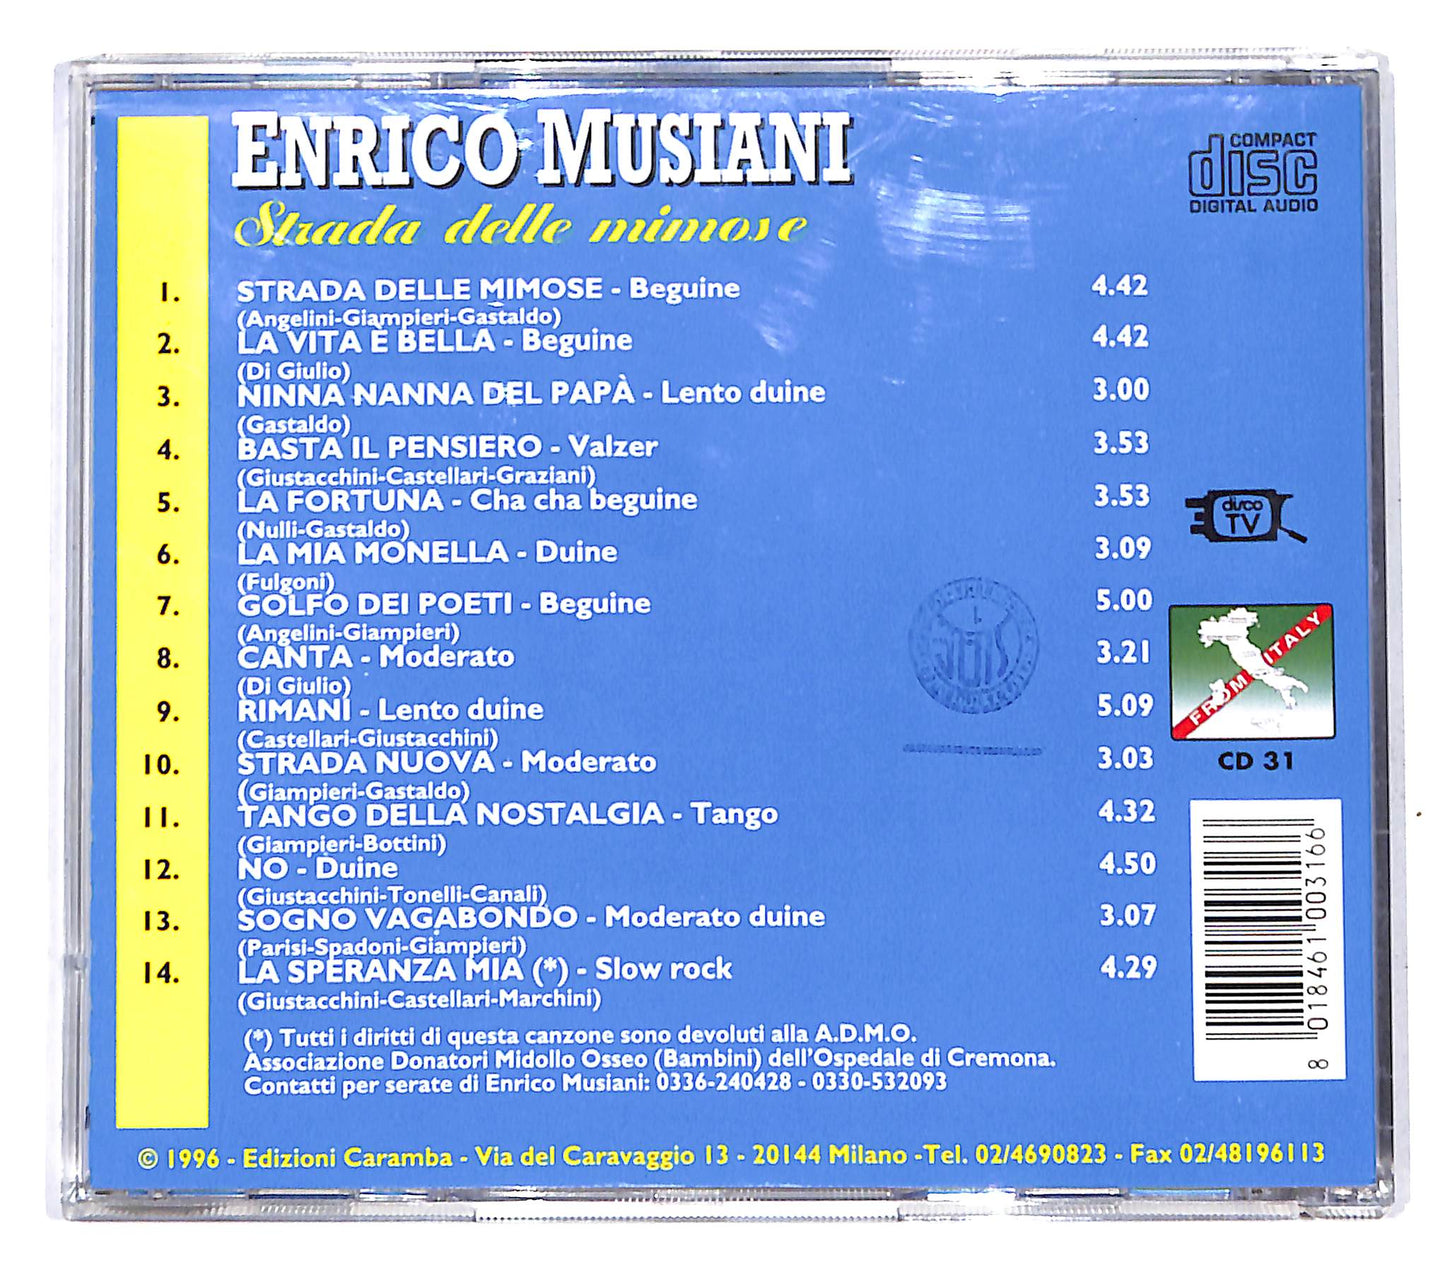 ENRICO MUSIANI
Strada delle mimose
COMPACT
disc
DIGITAL AUDIO
1. STRADA DELLE MIMOSE - Beguine 4.42
(Angelini-Giampieri-Gastaldo)
2. LA VITA È BELLA - Beguine 4.42
(Di Giulio)
3. NINNA NANNA DEL PAPÀ - Lento duine 3.00
(Gastaldo)
4. BASTA IL PENSIERO - Valzer 3.53
(Giustacchini-Castellari-Graziani)
5. LA FORTUNA - Cha cha beguine 3.53
(Nulli-Gastaldo)
6. LA MIA MONELLA - Duine 3.09
(Fulgoni)
7. GOLFO DEI POETI - Beguine 5.00
(Angelini-Giampieri)
8. CANTA - Moderato 3.21
(Di Giulio)
9. RIMANI - Lento duine 5.09
(Castellari-Giustacchini)
10. STRADA NUOVA - Moderato 3.03
(Giampieri-Gastaldo)
11. TANGO DELLA NOSTALGIA - Tango 4.32
(Giampieri-Bottini)
12. NO - Duine 4.50
(Giustacchini-Tonelli-Canali)
13. SOGNO VAGABONDO - Moderato duine 3.07
(Parisi-Spadoni-Giampieri)
14. LA SPERANZA MIA (*) - Slow rock 4.29
(Giustacchini-Castellari-Marchini)
(*) Tutti i diritti di questa canzone sono devoluti alla A.D.M.O.
Associazione Donatori Midollo Osseo (Bambini) dell'Ospedale di Cremona.
Contatti per serate di Enrico Musiani: 0336-240428 - 0330-532093
disco
TV
FROM ITALY
CD 31
8 018461 003166
© 1996 - Edizioni Caramba - Via del Caravaggio 13 - 20144 Milano -Tel. 02/4690823 - Fax 02/48196113